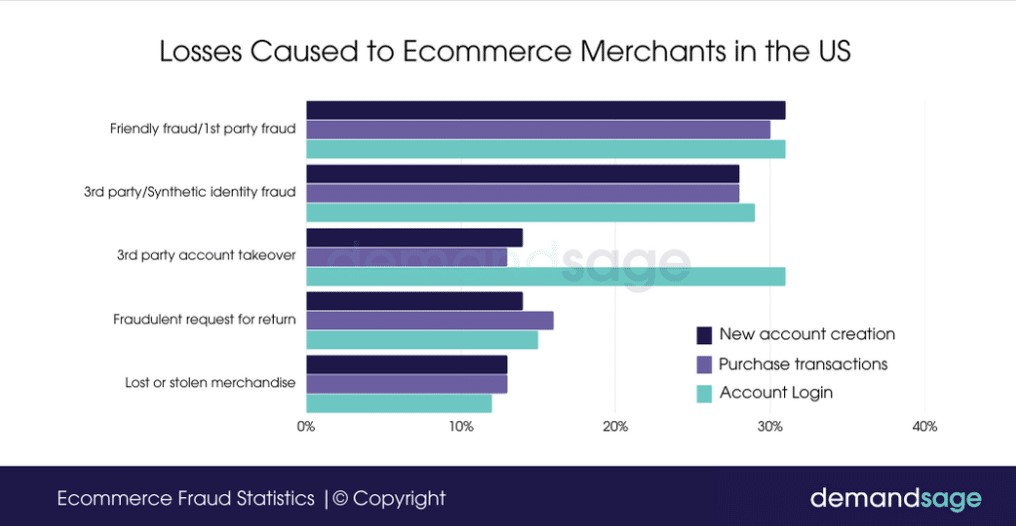 Losses Caused to Ecommerce Merchants in the US
Friendly fraud/1st party fraud
3rd party/Synthetic identity fraud
3rd party account takeover
demandsage
Fraudulent request for return
Lost or stolen merchandise
New account creation
Purchase transactions
Account Login
0% 10% 20% 30% 40%
Ecommerce Fraud Statistics |© Copyright
demandsage